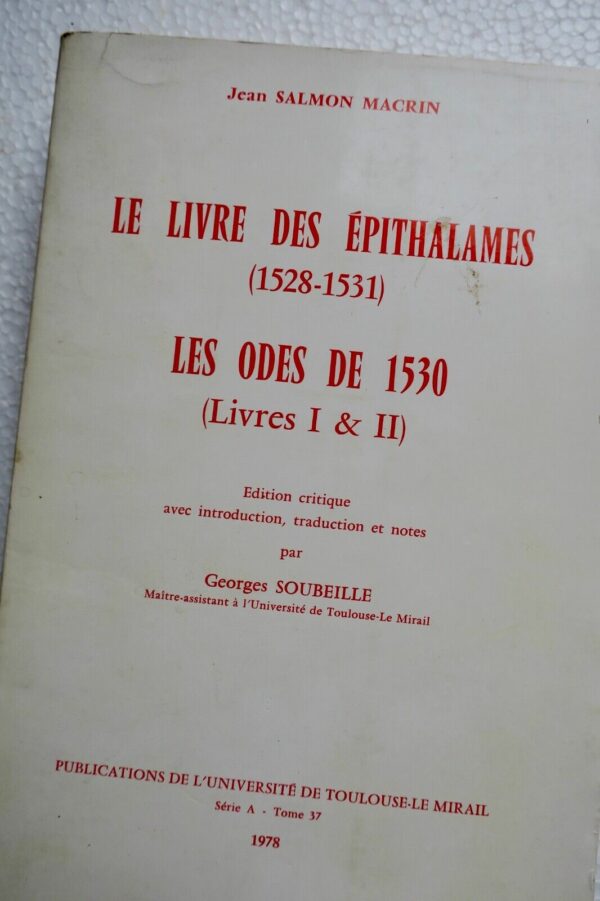 Jean SALMON MACRIN
LE LIVRE DES ÉPITHALAMES
(1528-1531)
LES ODES DE 1530
(Livres I & II)
Edition critique
avec introduction, traduction et notes
par
Georges SOUBEILLE
Maître-assistant à l'Université de Toulouse-Le Mirail
PUBLICATIONS DE L'UNIVERSITÉ DE TOULOUSE-LE MIRAIL
Série A - Tome 37
1978